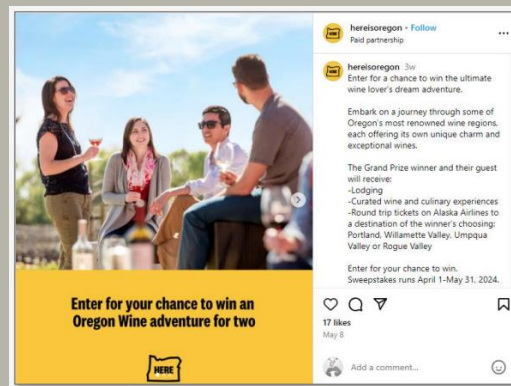 Enter for your chance to win an
Oregon Wine adventure for two
HERE
HERE
hereisoregon • Follow
Paid partnership
HERE
hereisoregon 3w
Enter for a chance to win the ultimate
wine lover's dream adventure.
Embark on a journey through some of
Oregon's most renowned wine regions,
each offering its own unique charm and
exceptional wines.
The Grand Prize winner and their guest
will receive:
-Lodging
-Curated wine and culinary experiences
-Round trip tickets on Alaska Airlines to
a destination of the winner's choosing:
Portland, Willamette Valley, Umpqua
Valley or Rogue Valley
Enter for your chance to win.
Sweepstakes runs April 1-May 31, 2024.
17 likes
May 8
Add a comment...